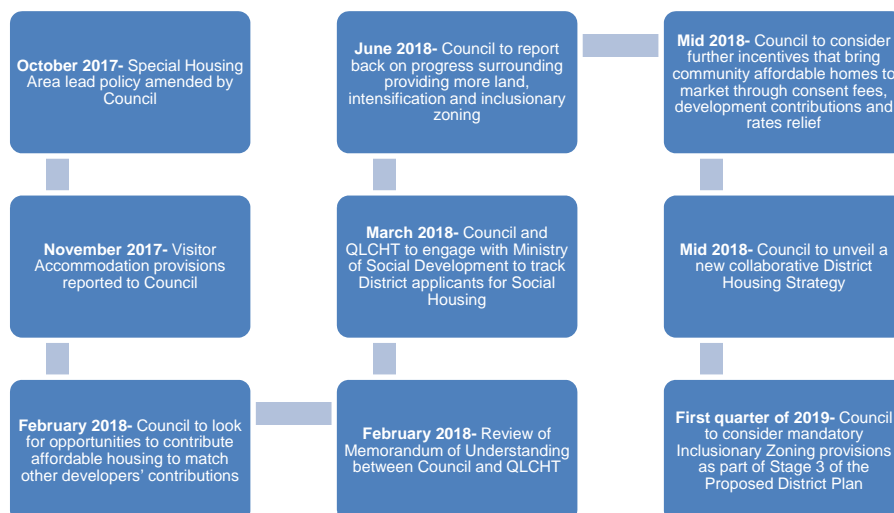 October 2017- Special Housing
Area lead policy amended by
Council
November 2017- Visitor
Accommodation provisions
reported to Council
February 2018- Council to look
for opportunities to contribute
affordable housing to match
other developers’ contributions
February 2018- Review of
Memorandum of Understanding
between Council and QLCHT
March 2018- Council and
QLCHT to engage with Ministry
of Social Development to track
District applicants for Social
Housing
June 2018- Council to report
back on progress surrounding
providing more land,
intensification and inclusionary
zoning
Mid 2018- Council to consider
further incentives that bring
community affordable homes to
market through consent fees,
development contributions and
rates relief
Mid 2018- Council to unveil a
new collaborative District
Housing Strategy
First quarter of 2019- Council
to consider mandatory
Inclusionary Zoning provisions
as part of Stage 3 of the
Proposed District Plan